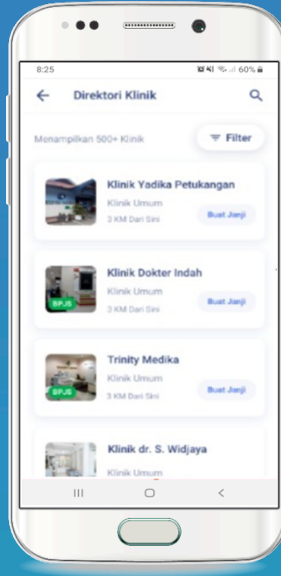 8:25
60%
Direktori Klinik
Menampilkan 500+ Klinik
Filter
Klinik Yadika Petukangan
Klinik Umum
3 KM Dari Sini
Buat Janji
Klinik Dokter Indah
Klinik Umum
BPJS
3 KM Dari Sini
Buat Janji
Trinity Medika
Klinik Umum
BPJS
3 KM Dari Sini
Buat Janji
Klinik dr. S. Widjaya
Klinik Umum